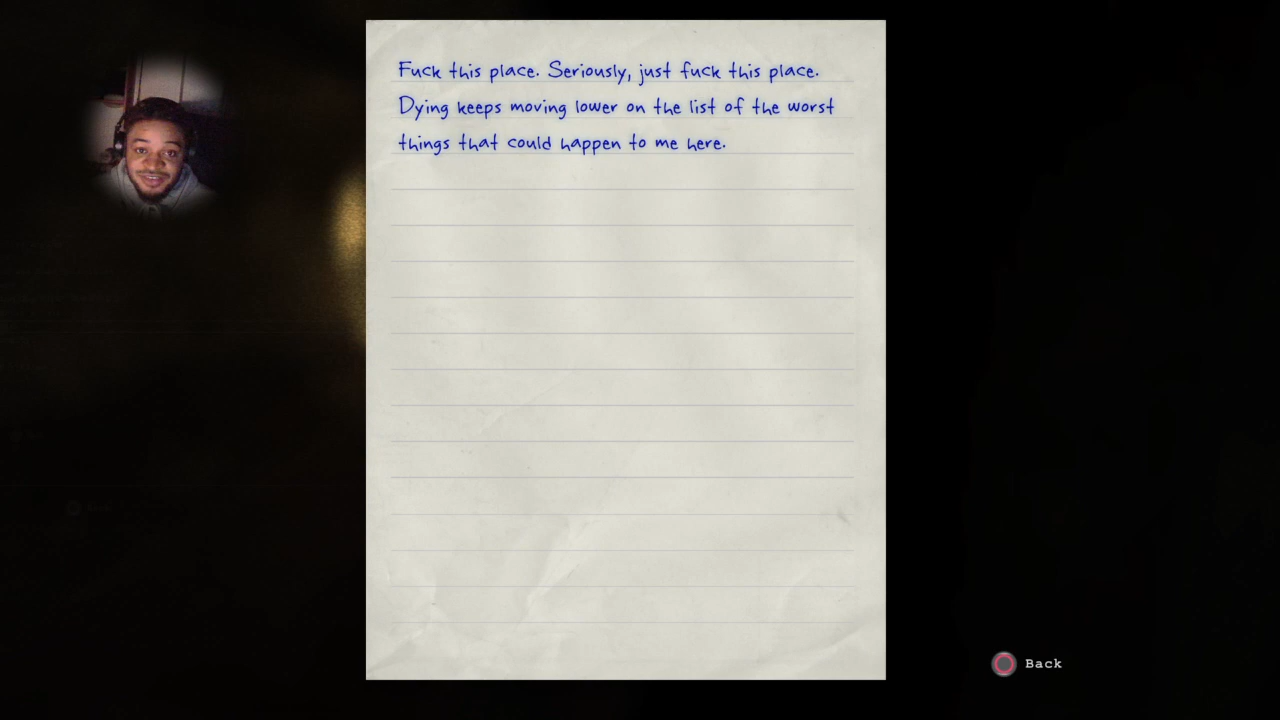 Fuck this place. Seriously, just fuck this place.
Dying keeps moving lower on the list of the worst
things that could happen to me here.
Back